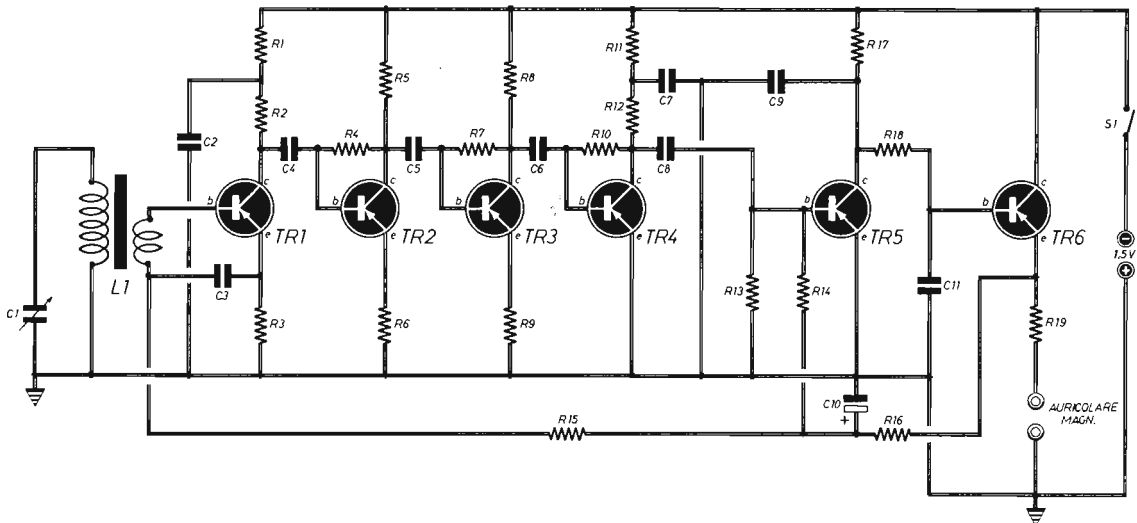 R1
R5
R8
R11
R17
C7
C9
R2
R12
S1
C2
R4
R7
R10
R18
C4
C5
C6
C8
c
c
c
c
c
c
b
b
b
b
b
b
TR1
TR2
TR3
TR4
TR5
TR6
e
e
e
e
e
e
L1
C3
1,5V
− +
C1
R13
R14
C11
R3
R6
R9
R19
C10
+
AURICOLARE
MAGN.
R15
R16